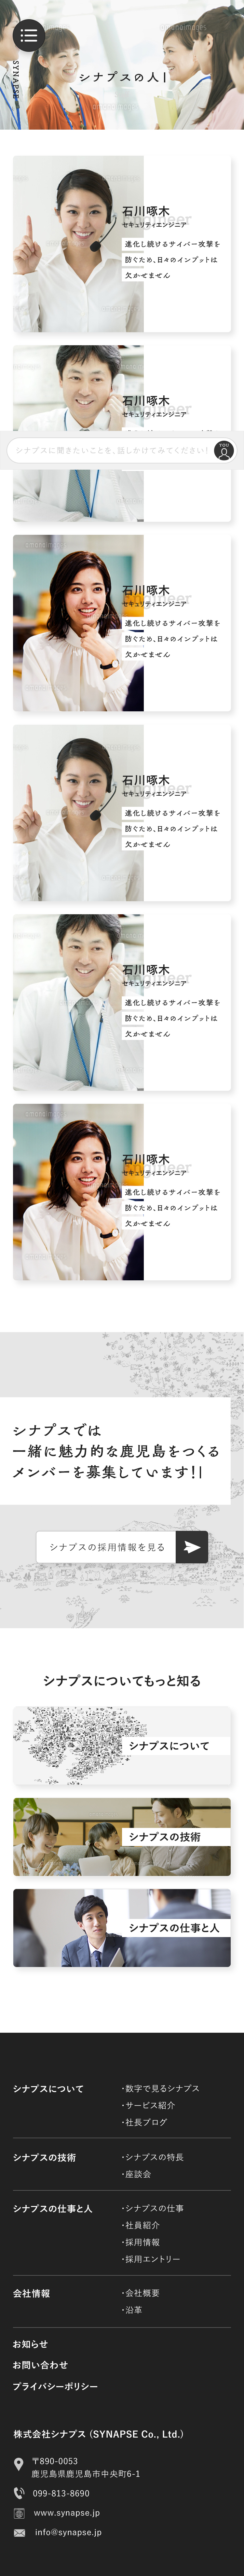 シナプスの人|
SYNAPSE
石川啄木
Engineer
セキュリティエンジニア
進化し続けるサイバー攻撃を
防ぐため、日々のインプットは
欠かせません
石川啄木
Engineer
セキュリティエンジニア
シナプスに聞きたいことを、話しかけてみてください！
YOU
石川啄木
Engineer
セキュリティエンジニア
進化し続けるサイバー攻撃を
防ぐため、日々のインプットは
欠かせません
石川啄木
Engineer
セキュリティエンジニア
進化し続けるサイバー攻撃を
防ぐため、日々のインプットは
欠かせません
石川啄木
Engineer
セキュリティエンジニア
進化し続けるサイバー攻撃を
防ぐため、日々のインプットは
欠かせません
石川啄木
Engineer
セキュリティエンジニア
進化し続けるサイバー攻撃を
防ぐため、日々のインプットは
欠かせません
シナプスでは
一緒に魅力的な鹿児島をつくる
メンバーを募集しています!|
シナプスの採用情報を見る
シナプスについてもっと知る
シナプスについて
シナプスの技術
シナプスの仕事と人
シナプスについて
・数字で見るシナプス
・サービス紹介
・社長ブログ
シナプスの技術
・シナプスの特長
・座談会
シナプスの仕事と人
・シナプスの仕事
・社員紹介
・採用情報
・採用エントリー
会社情報
・会社概要
・沿革
お知らせ
お問い合わせ
プライバシーポリシー
株式会社シナプス (SYNAPSE Co., Ltd.)
〒890-0053
鹿児島県鹿児島市中央町6-1
099-813-8690
www.synapse.jp
info@synapse.jp